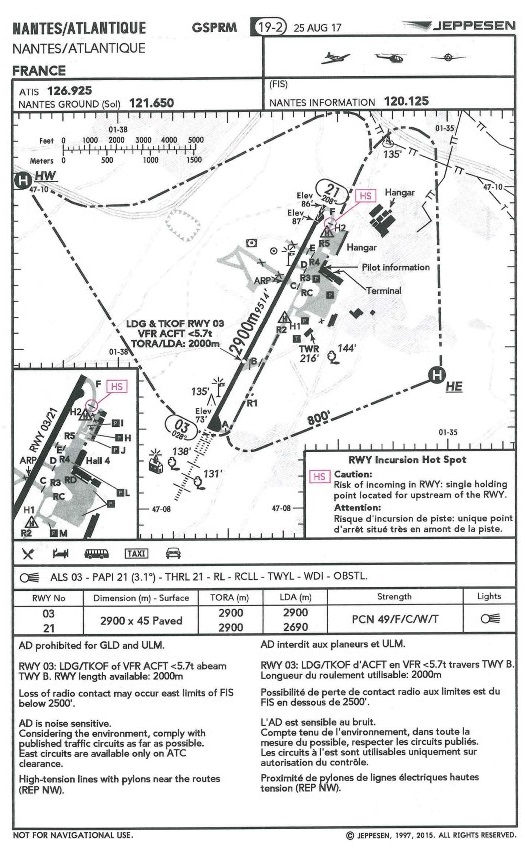 NANTES/ATLANTIQUE
NANTES/ATLANTIQUE
FRANCE
GSPRM 19-2 25 AUG 17
JEPPESEN
ATIS 126.925
NANTES GROUND (Sol) 121.650
(FIS)
NANTES INFORMATION 120.125
01-38
01-35
Feet 0 1000 2000 3000 4000 5000
Meters 0 500 1000 1500
HW
H
47-10
47-10
135'
TT
TT
TT
TT
21
208°
Elev
86'
Elev
87'
HS
F
H2
H
Hangar
R5
Hangar
E
R4
D
Pilot information
ARP
R3
C
P
RC
Terminal
P
H
R2
H1
T
T
TWR
216'
144'
LDG & TKOF RWY 03
VFR ACFT <5.7t
TORA/LDA: 2000m
2900m 9514'
B
01-38
135'
R1
Elev
73'
A
03
028°
800'
H
HE
01-35
138'
131'
47-08
47-08
HS
F
RWY 03/21
H2
I
R5
H
E
J
ARP
D R4
Hall 4
C R3 RD
RC
L
H1
R2
P M
RWY Incursion Hot Spot
HS
Caution:
Risk of incoming in RWY: single holding
point located for upstream of the RWY.
Attention:
Risque d'incursion de piste: unique point
d'arrêt situé très en amont de la piste.
TAXI
ALS 03 - PAPI 21 (3.1°) - THRL 21 - RL - RCLL - TWYL - WDI - OBSTL.
RWY No Dimension (m) - Surface TORA (m) LDA (m) Strength Lights
03 2900 x 45 Paved 2900 2900 PCN 49/F/C/W/T
21 2900 2690
AD prohibited for GLD and ULM.
RWY 03: LDG/TKOF of VFR ACFT <5.7t abeam
TWY B. RWY length available: 2000m
Loss of radio contact may occur east limits of FIS
below 2500'.
AD is noise sensitive.
Considering the environment, comply with
published traffic circuits as far as possible.
East circuits are available only on ATC
clearance.
High-tension lines with pylons near the routes
(REP NW).
AD interdit aux planeurs et ULM.
RWY 03: LDG/TKOF d'ACFT en VFR <5.7t travers TWY B.
Longueur du roulement utilisable: 2000m
Possibilité de perte de contact radio aux limites est du
FIS en dessous de 2500'.
L'AD est sensible au bruit.
Compte tenu de l'environnement, dans toute la
mesure du possible, respecter les circuits publiés.
Les circuits à l'est sont utilisables uniquement sur
autorisation du contrôle.
Proximité de pylones de lignes électriques hautes
tension (REP NW).
NOT FOR NAVIGATIONAL USE.
© JEPPESEN, 1997, 2015. ALL RIGHTS RESERVED.